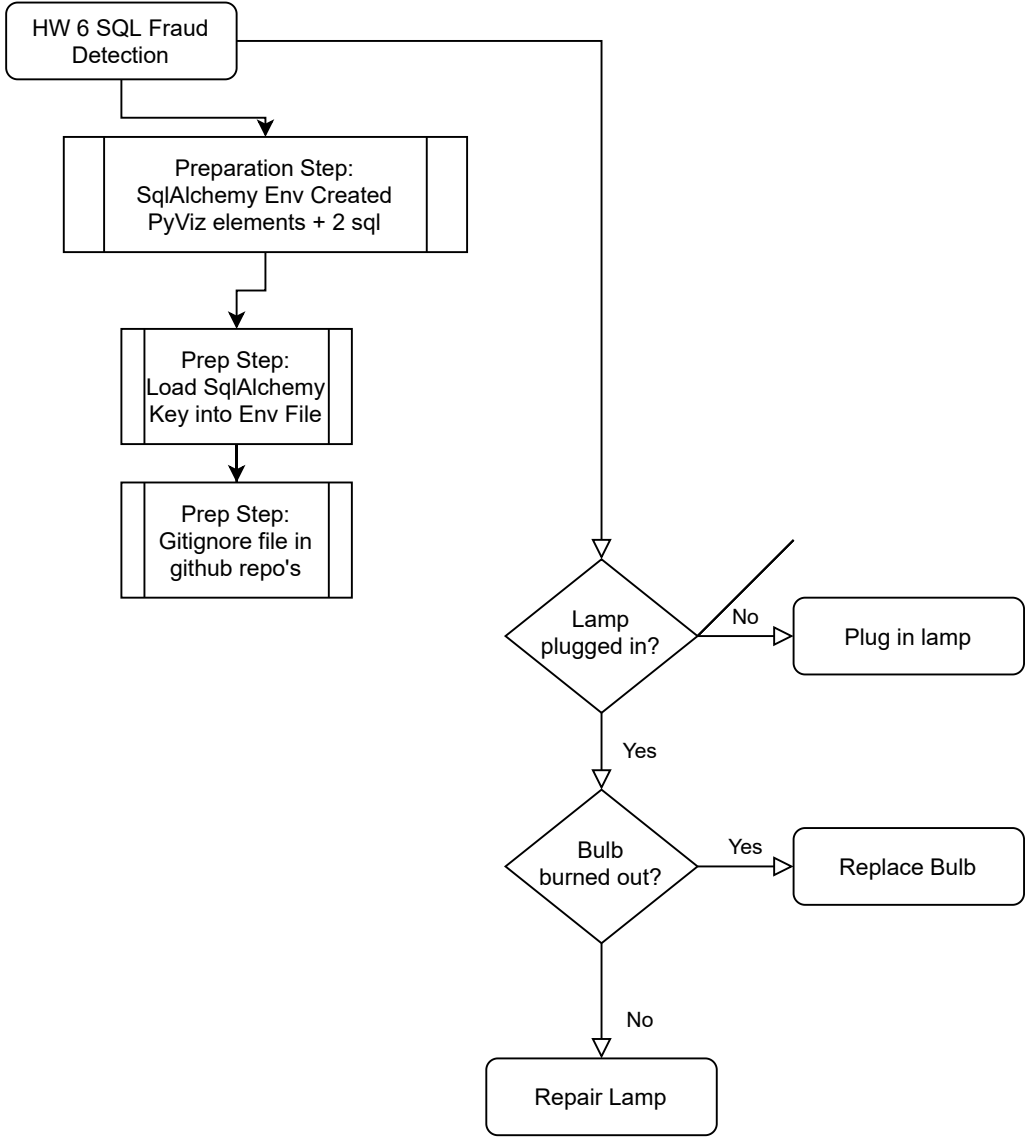 HW 6 SQL Fraud
Detection
Preparation Step:
SqlAlchemy Env Created
PyViz elements + 2 sql
Prep Step:
Load SqlAlchemy
Key into Env File
Prep Step:
Gitignore file in
github repo's
Lamp
plugged in?
No
Plug in lamp
Yes
Bulb
burned out?
Yes
Replace Bulb
No
Repair Lamp